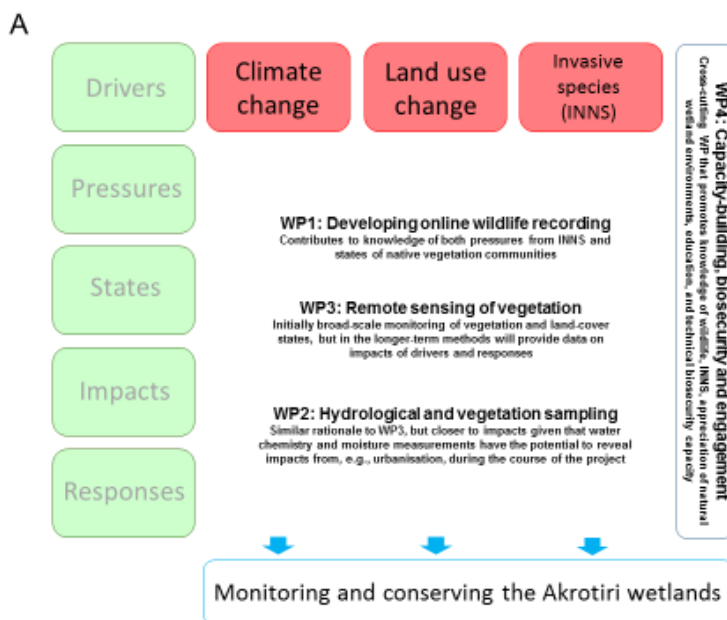 A
Drivers
Climate
change
Land use
change
Invasive
species
(INNS)
Pressures
States
Impacts
Responses
WP1: Developing online wildlife recording
Contributes to knowledge of both pressures from INNS and
states of native vegetation communities
WP3: Remote sensing of vegetation
Initially broad-scale monitoring of vegetation and land-cover
states, but in the longer-term methods will provide data on
impacts of drivers and responses
WP2: Hydrological and vegetation sampling
Similar rationale to WP3, but closer to impacts given that water
chemistry and moisture measurements have the potential to reveal
impacts from, e.g., urbanisation, during the course of the project
WP4: Capacity-building, biosecurity and engagement
Cross-cutting WP that promotes knowledge of wildlife, INNS, appreciation of natural
wetland environments, education, and technical biosecurity capacity
Monitoring and conserving the Akrotiri wetlands